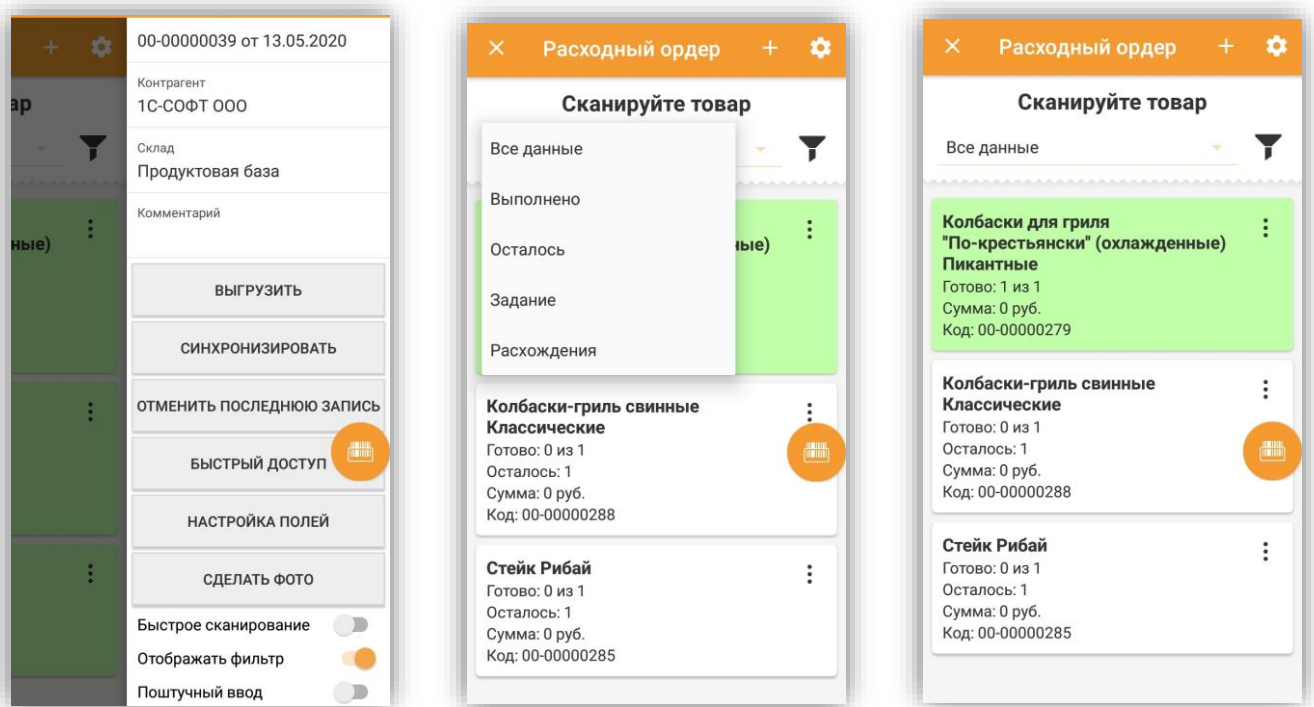 ар
ные)
00-00000039 от 13.05.2020
Контрагент
1С-СОФТ ООО
Склад
Продуктовая база
Комментарий
ВЫГРУЗИТЬ
СИНХРОНИЗИРОВАТЬ
ОТМЕНИТЬ ПОСЛЕДНЮЮ ЗАПИСЬ
БЫСТРЫЙ ДОСТУП
НАСТРОЙКА ПОЛЕЙ
СДЕЛАТЬ ФОТО
Быстрое сканирование
Отображать фильтр
Поштучный ввод
Расходный ордер
Сканируйте товар
Все данные
Выполнено
Осталось
Задание
Расхождения
ные)
Колбаски-гриль свинные
Классические
Готово: 0 из 1
Осталось: 1
Сумма: 0 руб.
Код: 00-00000288
Стейк Рибай
Готово: 0 из 1
Осталось: 1
Сумма: 0 руб.
Код: 00-00000285
Расходный ордер
Сканируйте товар
Все данные
Колбаски для гриля
"По-крестьянски" (охлажденные)
Пикантные
Готово: 1 из 1
Сумма: 0 руб.
Код: 00-00000279
Колбаски-гриль свинные
Классические
Готово: 0 из 1
Осталось: 1
Сумма: 0 руб.
Код: 00-00000288
Стейк Рибай
Готово: 0 из 1
Осталось: 1
Сумма: 0 руб.
Код: 00-00000285